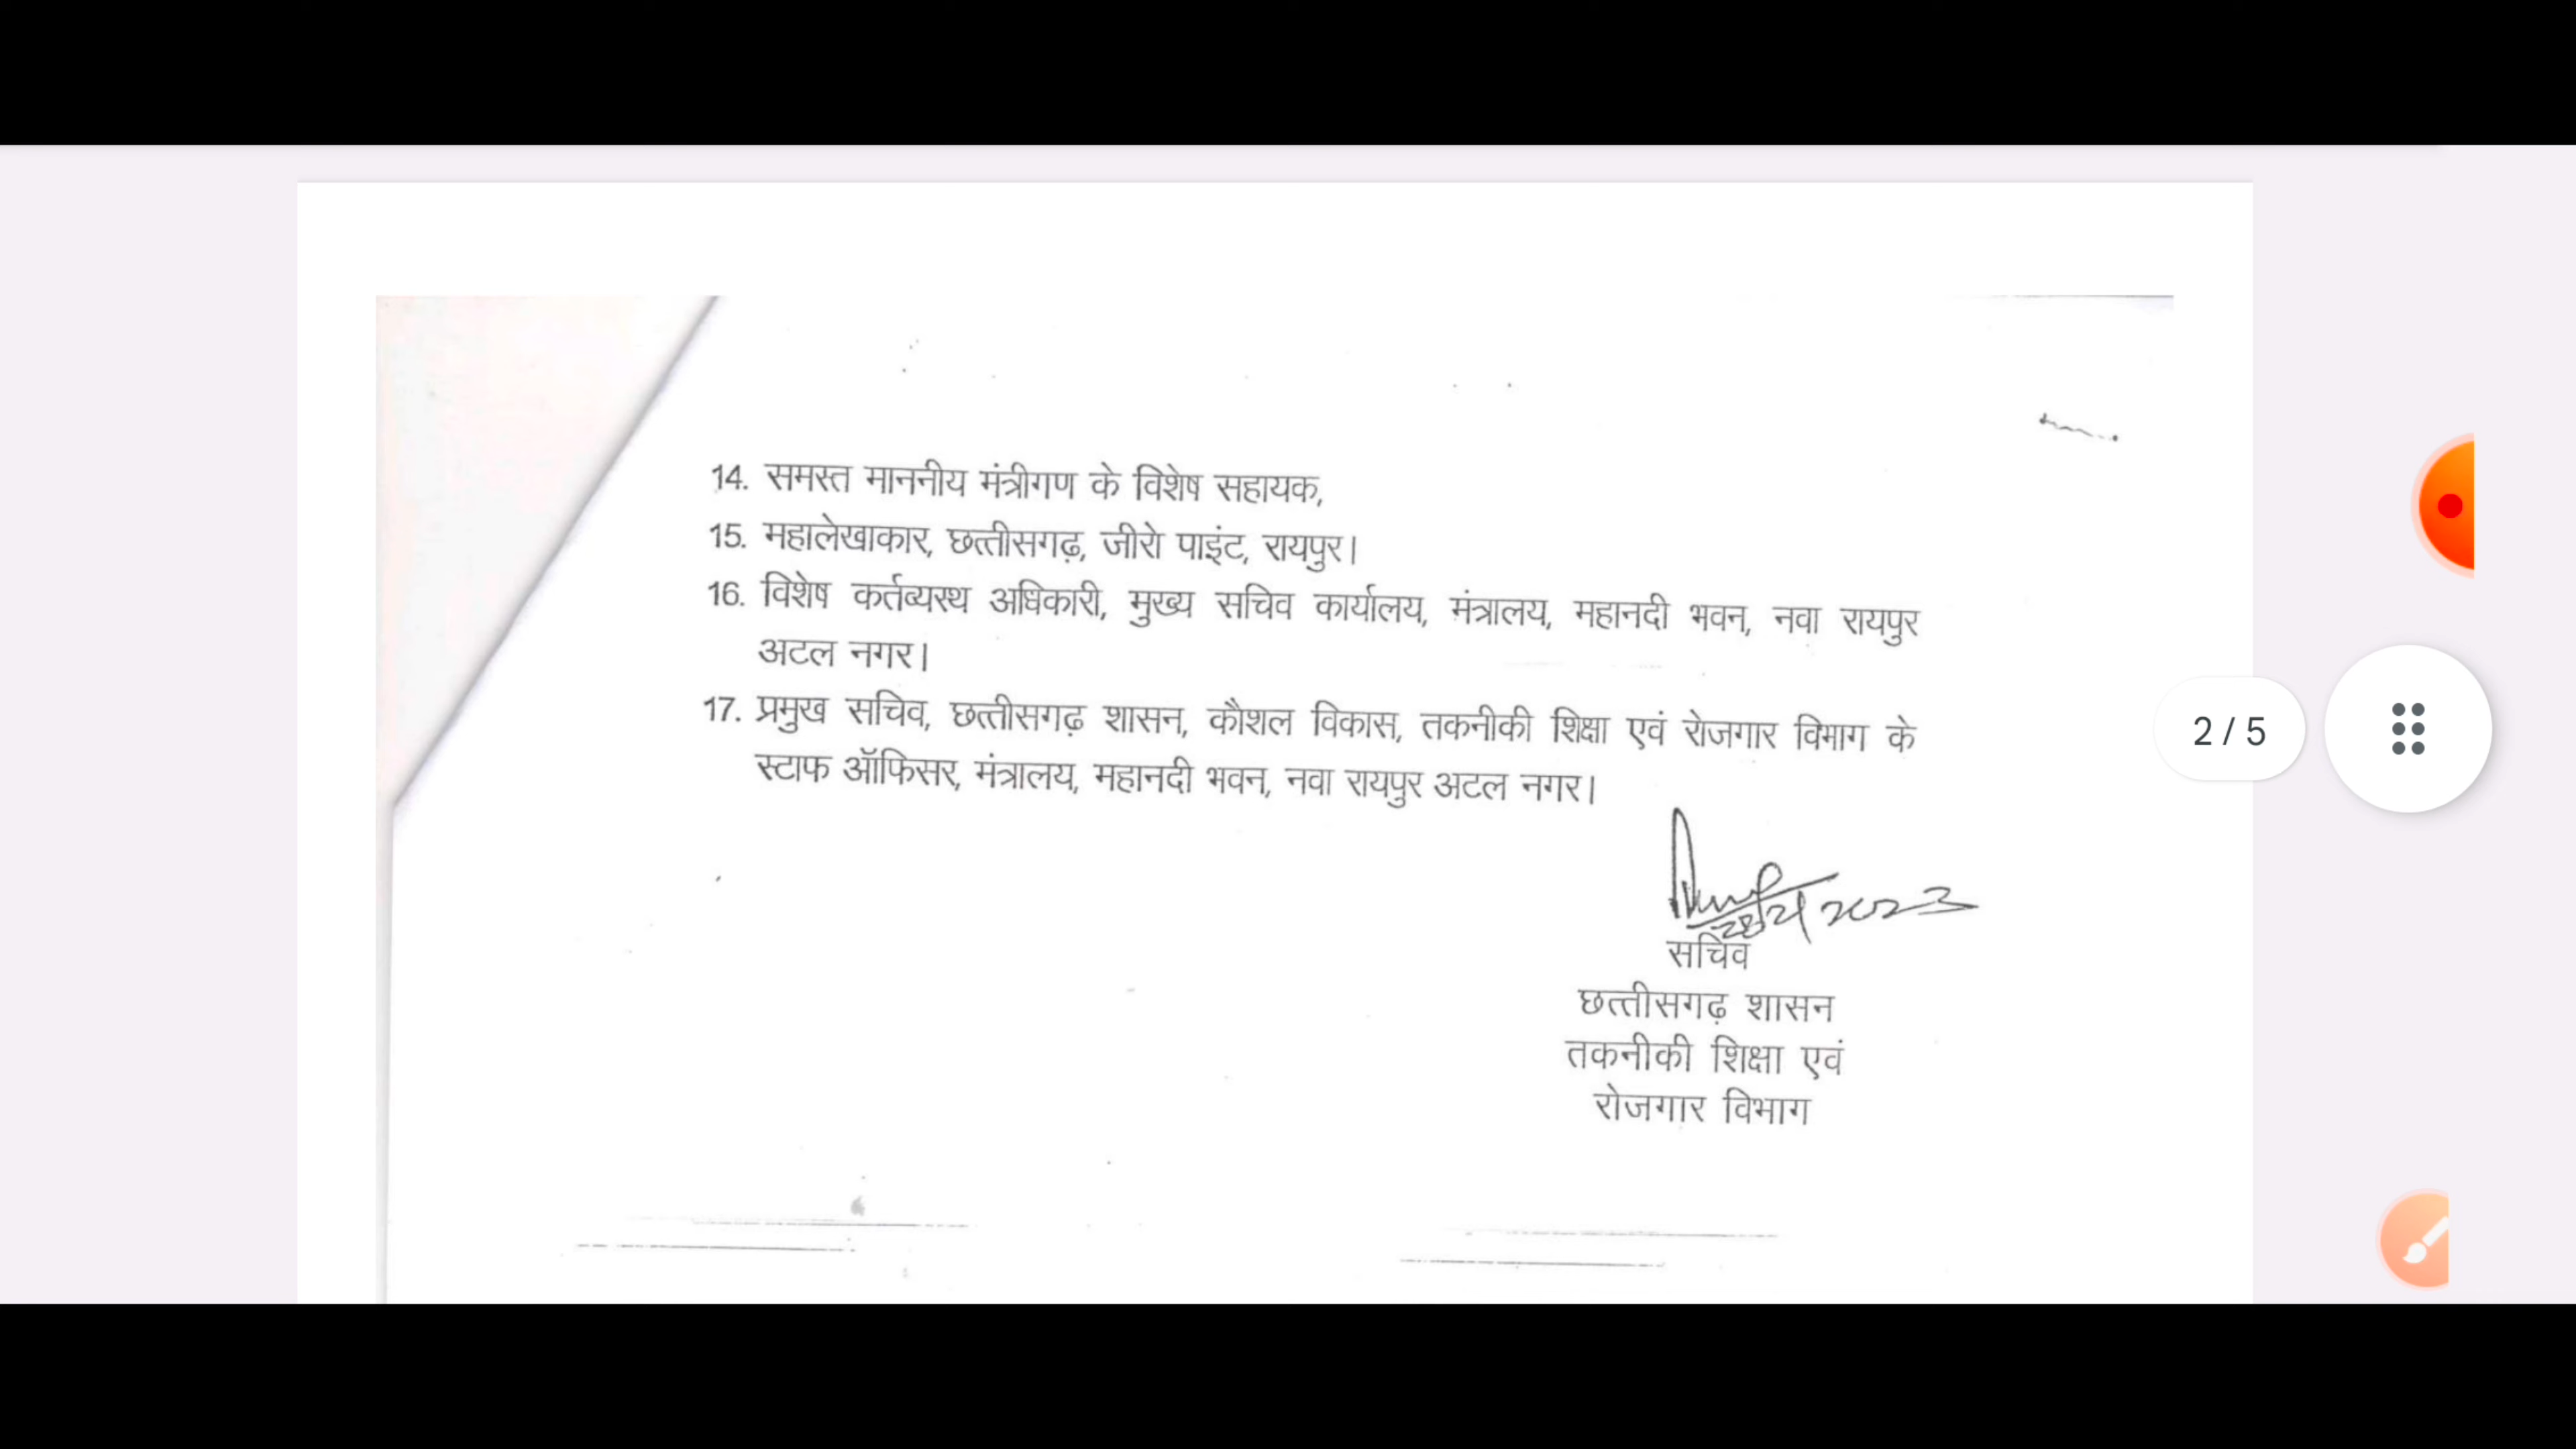 14. समस्त माननीय मंत्रीगण के विशेष सहायक,
15. महालेखाकार, छत्तीसगढ़, जीरो पाइंट, रायपुर।
16. विशेष कर्तव्यस्थ अधिकारी, मुख्य सचिव कार्यालय, मंत्रालय, महानदी भवन, नवा रायपुर
अटल नगर।
17. प्रमुख सचिव, छत्तीसगढ़ शासन, कौशल विकास, तकनीकी शिक्षा एवं रोजगार विभाग के
स्टाफ ऑफिसर, मंत्रालय, महानदी भवन, नवा रायपुर अटल नगर।
2 / 5
2023
सचिव
छत्तीसगढ़ शासन
तकनीकी शिक्षा एवं
रोजगार विभाग